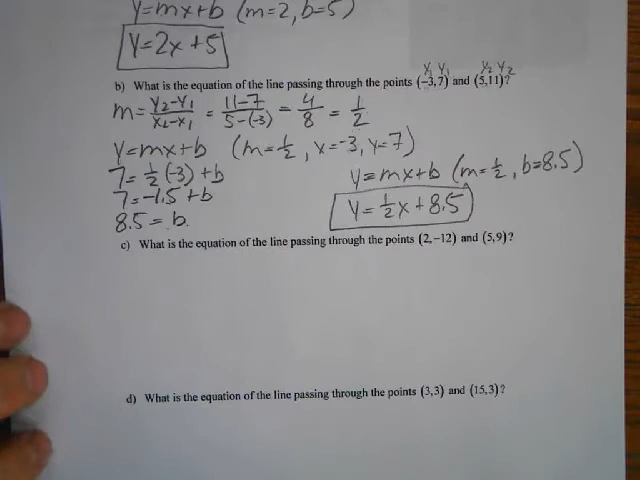 y=mx+b (m=2, b=5)
y=2x+5
x₁ y₁ x₂ y₂
b) What is the equation of the line passing through the points (-3,7) and (5,11)?
m = y₂-y₁/x₂-x₁ = 11-7/5-(-3) = 4/8 = 1/2
y=mx+b (m=1/2, x=-3, y=7)
7=1/2(-3)+b
7=-1.5+b
8.5=b.
y=mx+b (m=1/2, b=8.5)
y=1/2x+8.5
c) What is the equation of the line passing through the points (2,-12) and (5,9)?
d) What is the equation of the line passing through the points (3,3) and (15,3)?